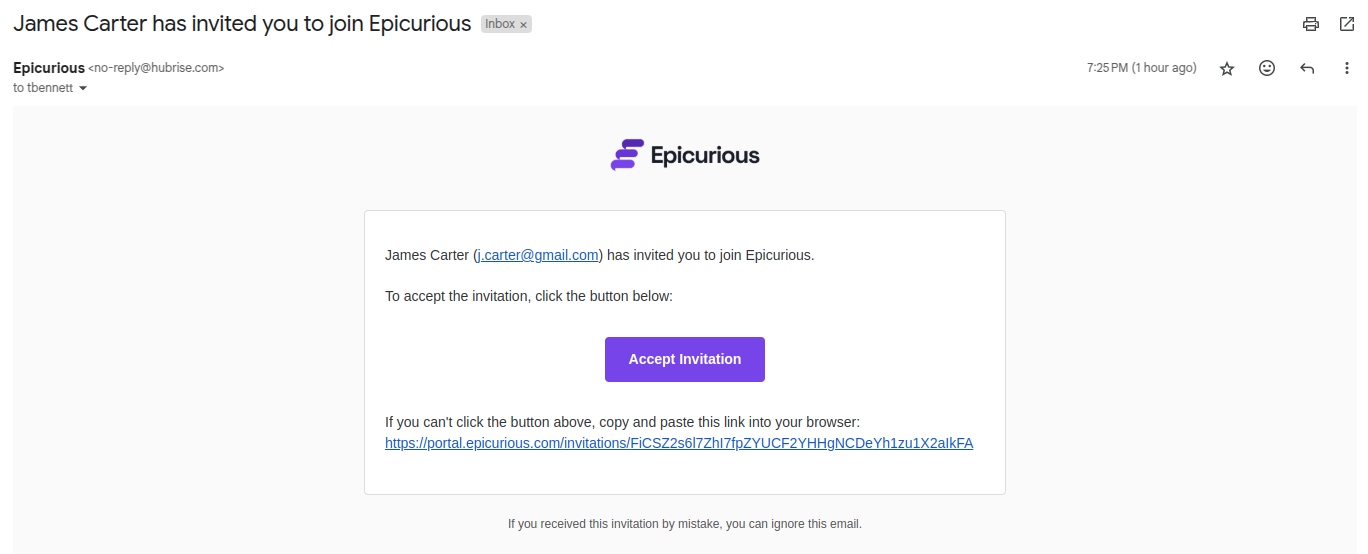 James Carter has invited you to join Epicurious Inbox ×
Epicurious <no-reply@hubrise.com> 7:25 PM (1 hour ago)
to tbennett
Epicurious
James Carter (j.carter@gmail.com) has invited you to join Epicurious.
To accept the invitation, click the button below:
Accept Invitation
If you can't click the button above, copy and paste this link into your browser:
https://portal.epicurious.com/invitations/FiCSZ2s6l7ZhI7fpZYUCF2YHHgNCDeYh1zu1X2aIkFA
If you received this invitation by mistake, you can ignore this email.